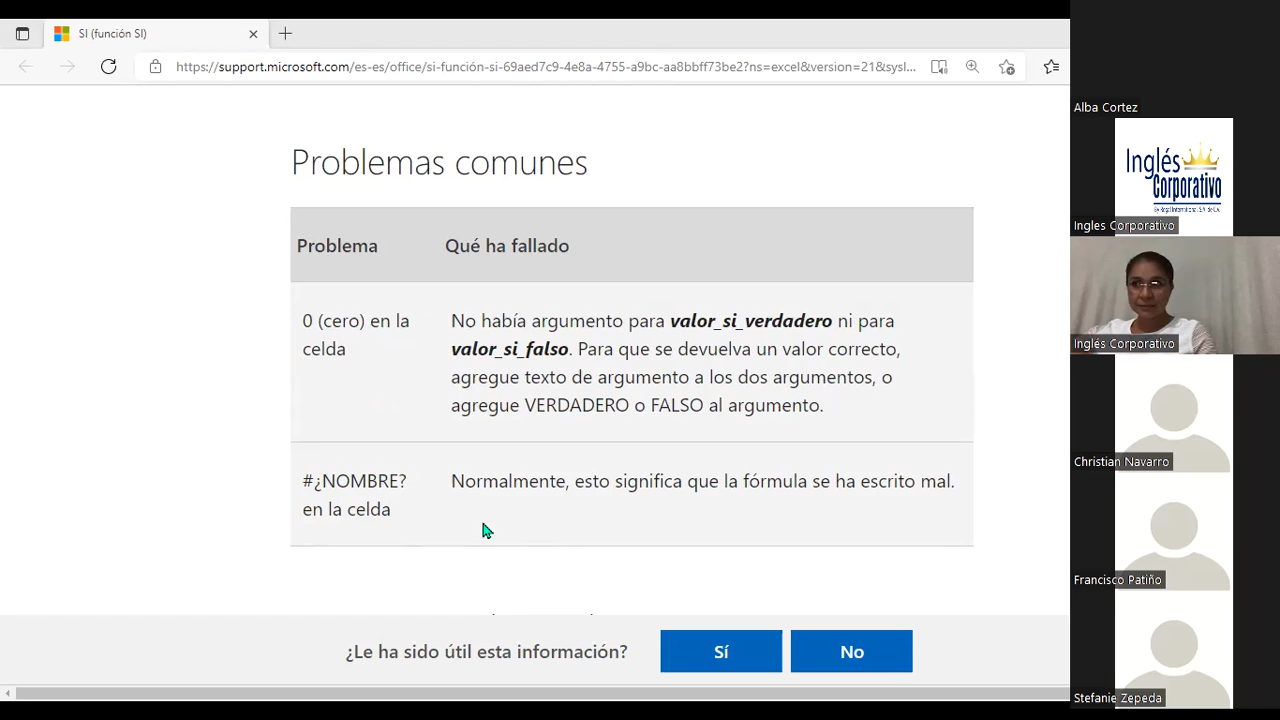 SI (función SI)
https://support.microsoft.com/es-es/office/si-función-si-69aed7c9-4e8a-4755-a9bc-aa8bbff73be2?ns=excel&version=21&sysl...
Problemas comunes
Problema
Qué ha fallado
0 (cero) en la
celda
No había argumento para valor_si_verdadero ni para
valor_si_falso. Para que se devuelva un valor correcto,
agregue texto de argumento a los dos argumentos, o
agregue VERDADERO o FALSO al argumento.
#¿NOMBRE?
en la celda
Normalmente, esto significa que la fórmula se ha escrito mal.
¿Le ha sido útil esta información?
Sí
No
Alba Cortez
Inglés
Corporativo
By Regal International, S.A. de C.V.
Ingles Corporativo
Inglés Corporativo
Christian Navarro
Francisco Patiño
Stefanie Zepeda